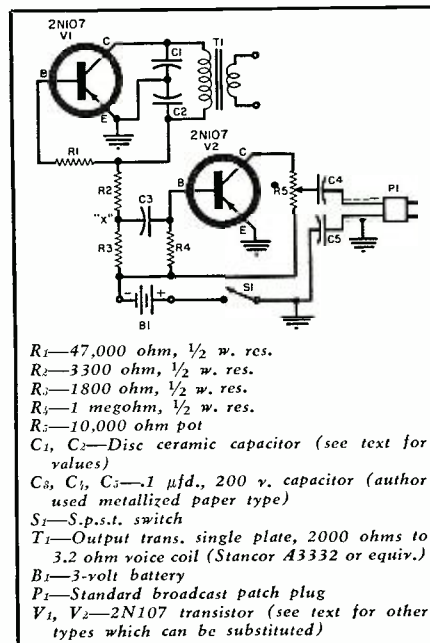 2N107
V1
C
C1
T1
B
E
C2
R1
2N107
V2
C
R2
C3
B
R5
C4
P1
"X"
E
C5
R3
R4
S1
- +
B1
R1—47,000 ohm, 1/2 w. res.
R2—3300 ohm, 1/2 w. res.
R3—1800 ohm, 1/2 w. res.
R4—1 megohm, 1/2 w. res.
R5—10,000 ohm pot
C1, C2—Disc ceramic capacitor (see text for
values)
C3, C4, C5—.1 µfd., 200 v. capacitor (author
used metallized paper type)
S1—S.p.s.t. switch
T1—Output trans. single plate, 2000 ohms to
3.2 ohm voice coil (Stancor A3332 or equiv.)
B1—3-volt battery
P1—Standard broadcast patch plug
V1, V2—2N107 transistor (see text for other
types which can be substituted)